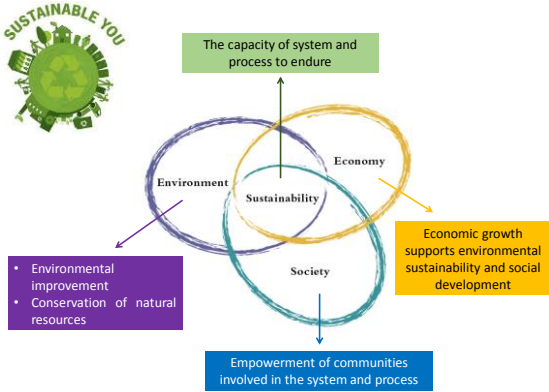 SUSTAINABLE YOU
The capacity of system and
process to endure
Economy
Environment
Sustainability
Society
Economic growth
supports environmental
sustainability and social
development
• Environmental
improvement
• Conservation of natural
resources
Empowerment of communities
involved in the system and process